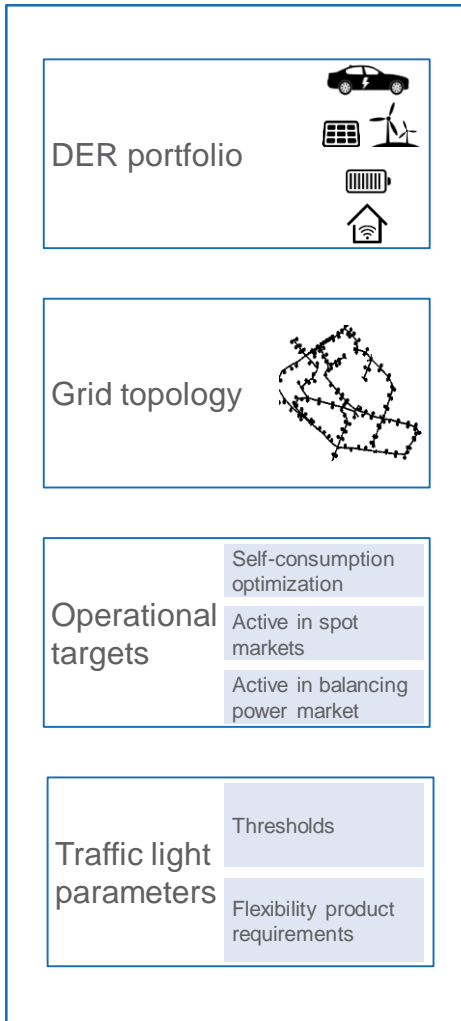 DER portfolio
Grid topology
Operational
targets
Self-consumption
optimization
Active in spot
markets
Active in balancing
power market
Traffic light
parameters
Thresholds
Flexibility product
requirements